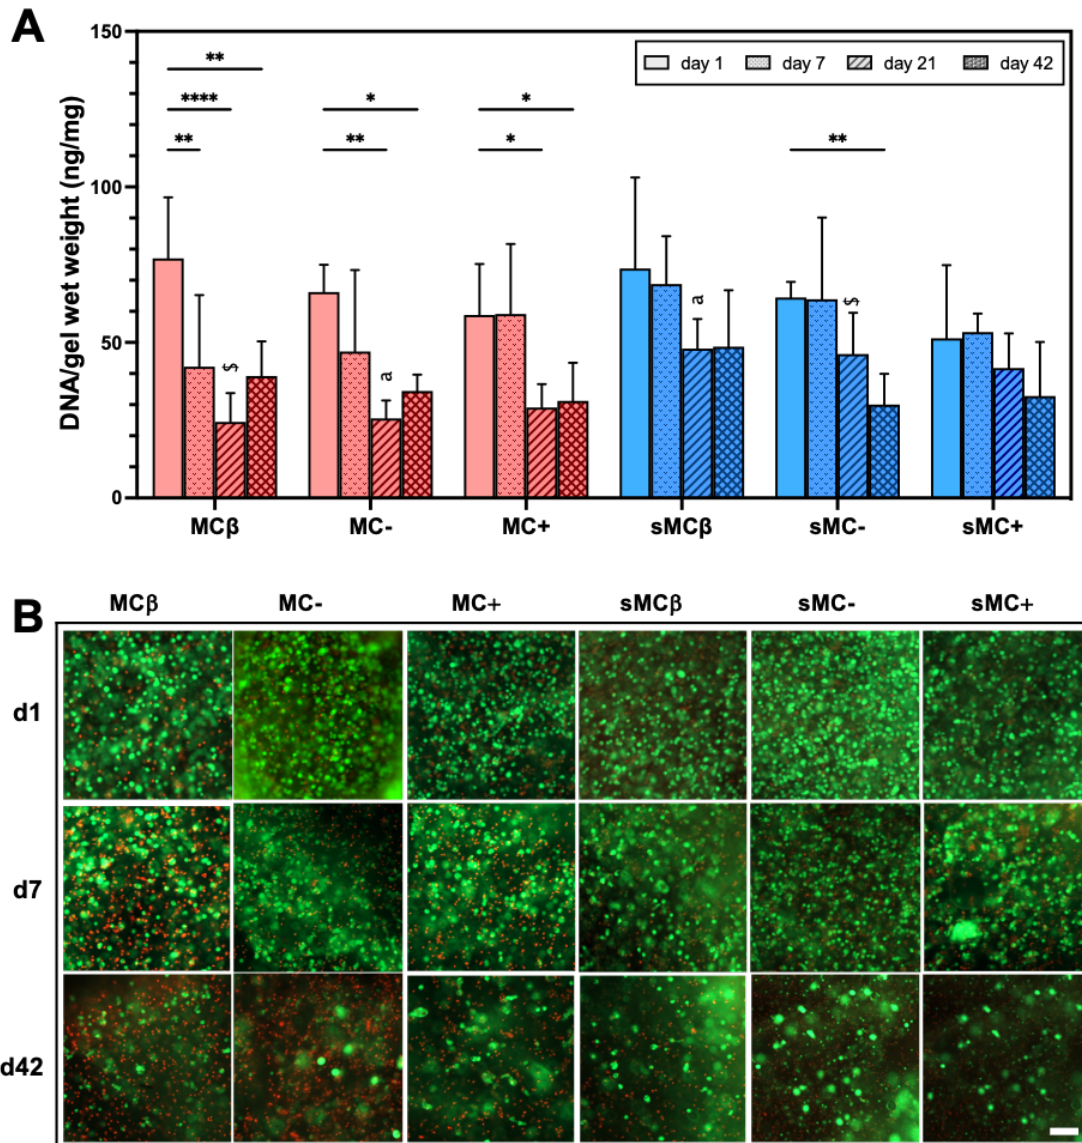 A
150
day 1 day 7 day 21 day 42
**
**** * *
** ** * **
DNA/gel wet weight (ng/mg)
100
a $
50
$ a
0
MCβ MC- MC+ sMCβ sMC- sMC+
B
MCβ MC- MC+ sMCβ sMC- sMC+
d1
d7
d42